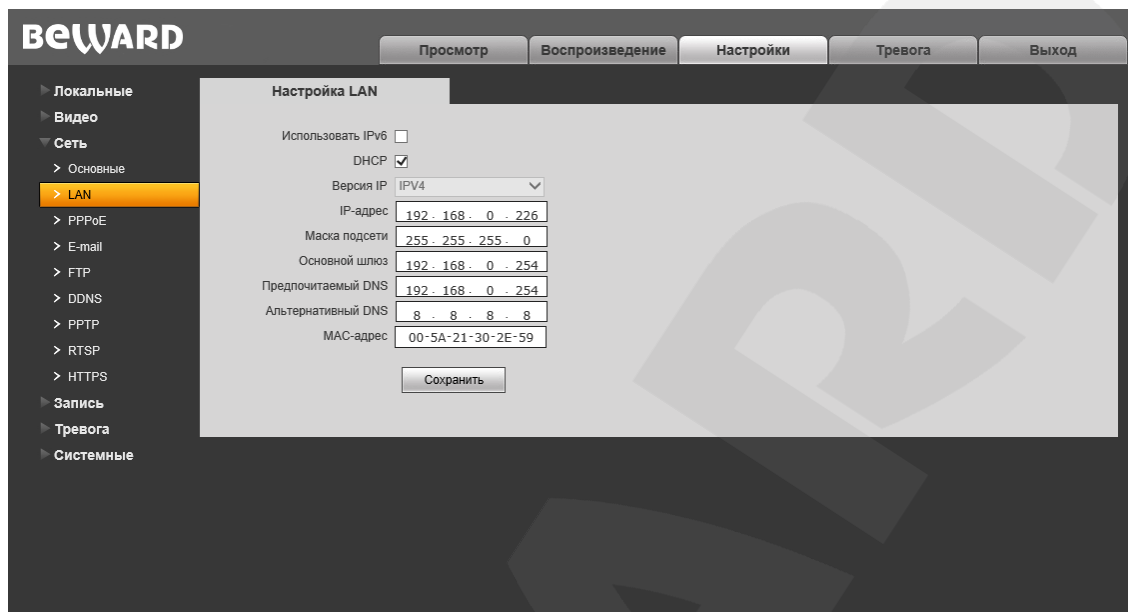 BEWARD
Просмотр Воспроизведение Настройки Тревога Выход
Локальные
Видео
Сеть
> Основные
> LAN
> PPPoE
> E-mail
> FTP
> DDNS
> PPTP
> RTSP
> HTTPS
Запись
Тревога
Системные
Настройка LAN
Использовать IPv6
DHCP
Версия IP IPV4
IP-адрес 192 . 168 . 0 . 226
Маска подсети 255 . 255 . 255 . 0
Основной шлюз 192 . 168 . 0 . 254
Предпочитаемый DNS 192 . 168 . 0 . 254
Альтернативный DNS 8 . 8 . 8 . 8
MAC-адрес 00-5A-21-30-2E-59
Сохранить